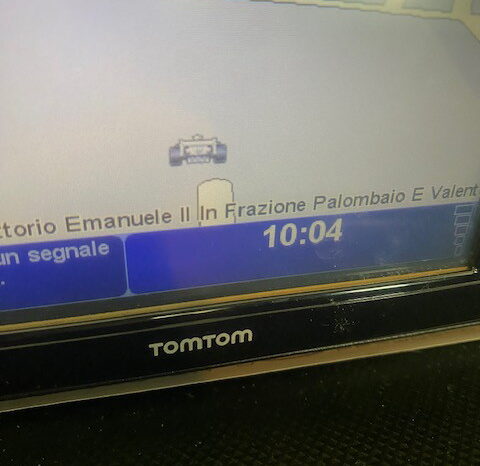 ttorio Emanuele II In Frazione Palombaio E Valent
un segnale
.
10:04
TOMTOM